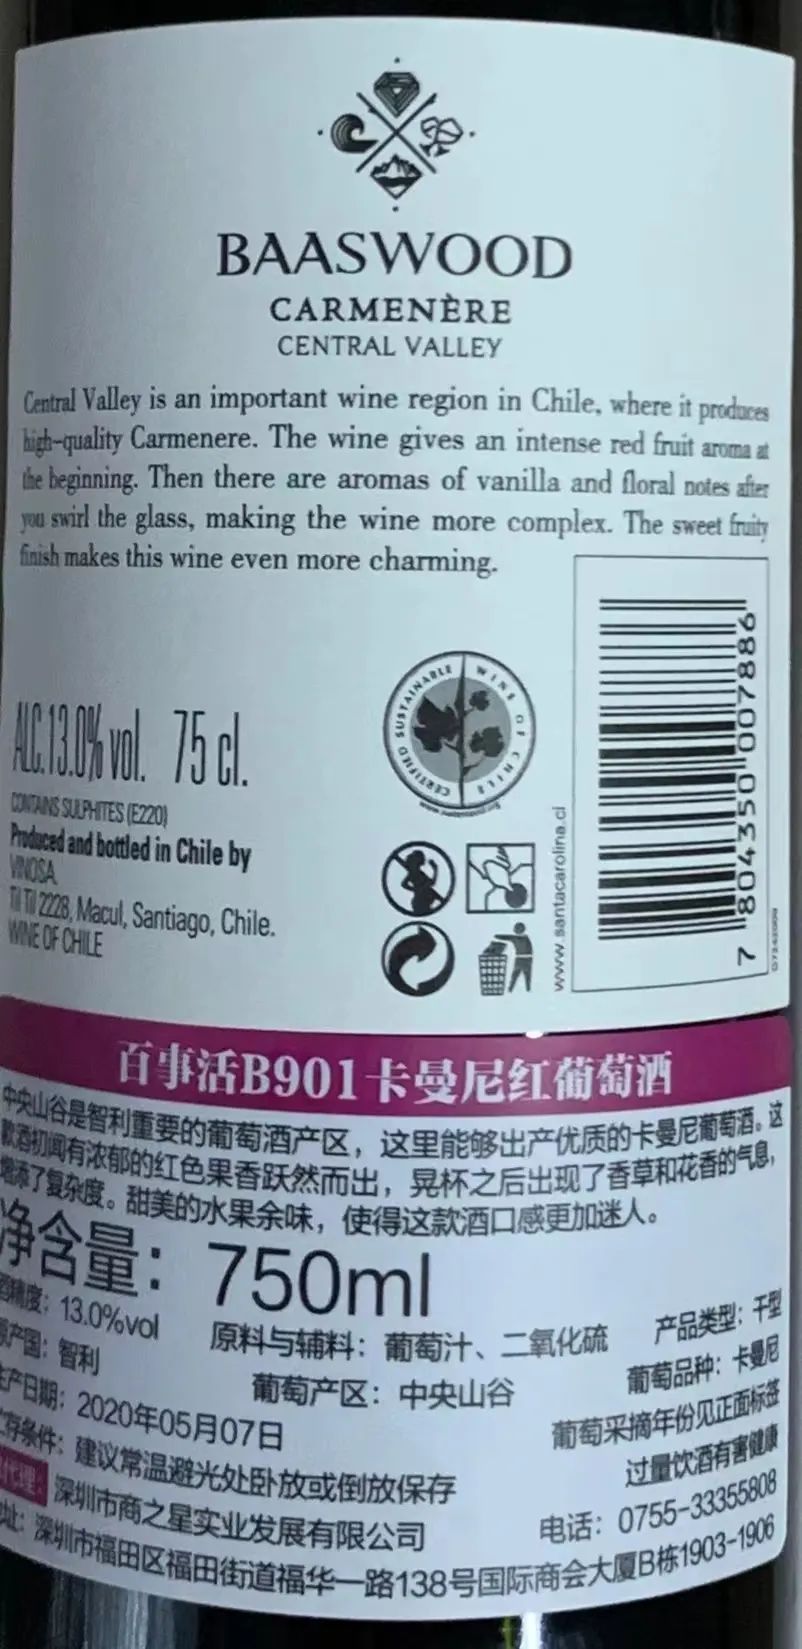 BAASWOOD
CARMENÈRE
CENTRAL VALLEY
Central Valley is an important wine region in Chile, where it produces
high-quality Carmenere. The wine gives an intense red fruit aroma at
the beginning. Then there are aromas of vanilla and floral notes after
you swirl the glass, making the wine more complex. The sweet fruity
finish makes this wine even more charming.
ALC.13.0% vol. 75 cl.
CONTAINS SULPHITES (E220)
Produced and bottled in Chile by
VINOSA.
Til Til 2228, Macul, Santiago, Chile.
WINE OF CHILE
CERTIFIED SUSTAINABLE WINE OF CHILE
www.santacarolina.cl
7 804350 007886
百事活B901卡曼尼红葡萄酒
中央山谷是智利重要的葡萄酒产区，这里能够出产优质的卡曼尼葡萄酒。这
款酒初闻有浓郁的红色果香跃然而出，晃杯之后出现了香草和花香的气息，
增添了复杂度。甜美的水果余味，使得这款酒口感更加迷人。
净含量：750ml
酒精度：13.0%vol
原料与辅料：葡萄汁、二氧化硫
产品类型：干型
原产国：智利
葡萄产区：中央山谷
葡萄品种：卡曼尼
生产日期：2020年05月07日
葡萄采摘年份见正面标签
贮存条件：建议常温避光处卧放或倒放保存
过量饮酒有害健康
代理：深圳市商之星实业发展有限公司
电话：0755-33355808
址：深圳市福田区福田街道福华一路138号国际商会大厦B栋1903-1906